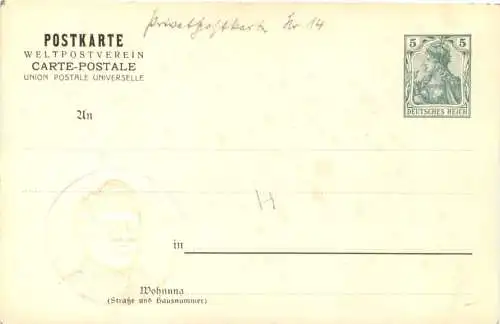 Privatpostkarte Nr. 14
POSTKARTE
WELTPOSTVEREIN
CARTE-POSTALE
UNION POSTALE UNIVERSELLE
5 5
DEUTSCHES REICH
An
H
in
Wohnung
(Straße und Hausnummer)